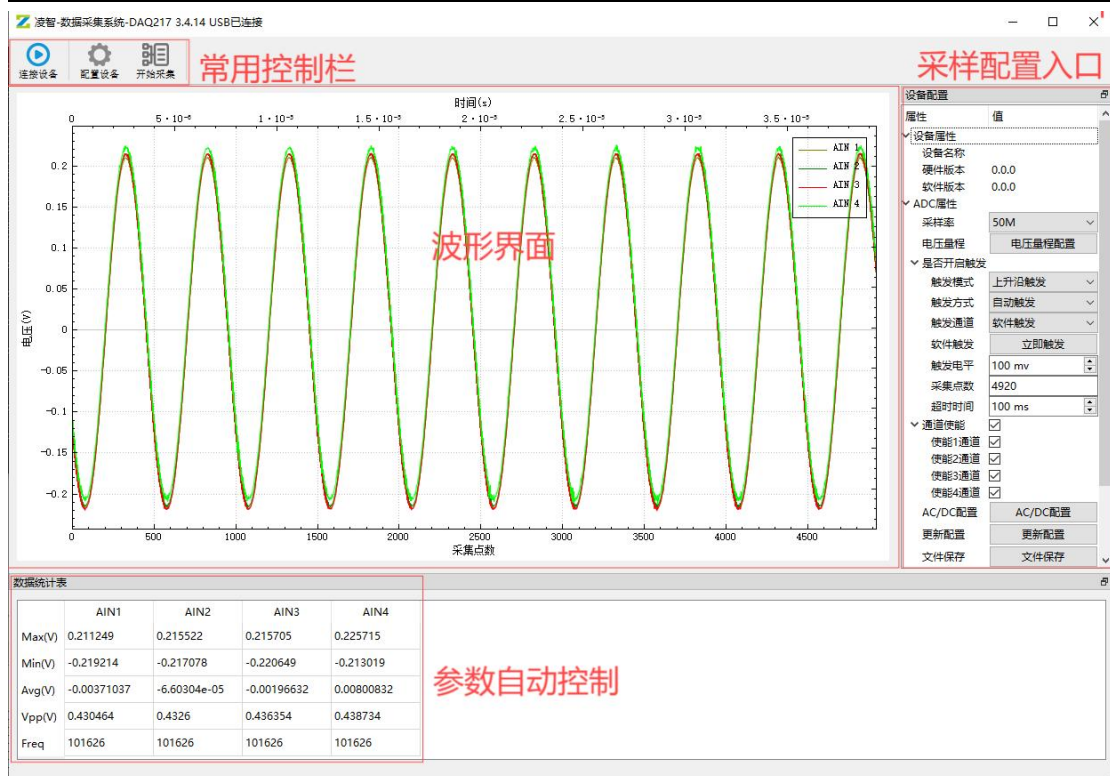 凌智-数据采集系统-DAQ217 3.4.14 USB已连接
连接设备 配置设备 开始采集
常用控制栏
采样配置入口
时间(s)
0 5·10⁻⁶ 1·10⁻⁵ 1.5·10⁻⁵ 2·10⁻⁵ 2.5·10⁻⁵ 3·10⁻⁵ 3.5·10⁻⁵
AIN 1
AIN 2
AIN 3
AIN 4
波形界面
电压(V)
0.2
0.15
0.1
0.05
0
-0.05
-0.1
-0.15
-0.2
0 500 1000 1500 2000 2500 3000 3500 4000 4500
采集点数
设备配置
属性 值
设备属性
设备名称
硬件版本 0.0.0
软件版本 0.0.0
ADC属性
采样率 50M
电压量程 电压量程配置
是否开启触发
触发模式 上升沿触发
触发方式 自动触发
触发通道 软件触发
软件触发 立即触发
触发电平 100 mv
采集点数 4920
超时时间 100 ms
通道使能
使能1通道
使能2通道
使能3通道
使能4通道
AC/DC配置 AC/DC配置
更新配置 更新配置
文件保存 文件保存
数据统计表
AIN1 AIN2 AIN3 AIN4
Max(V) 0.211249 0.215522 0.215705 0.225715
Min(V) -0.219214 -0.217078 -0.220649 -0.213019
Avg(V) -0.00371037 -6.60304e-05 -0.00196632 0.00800832
Vpp(V) 0.430464 0.4326 0.436354 0.438734
Freq 101626 101626 101626 101626
参数自动控制